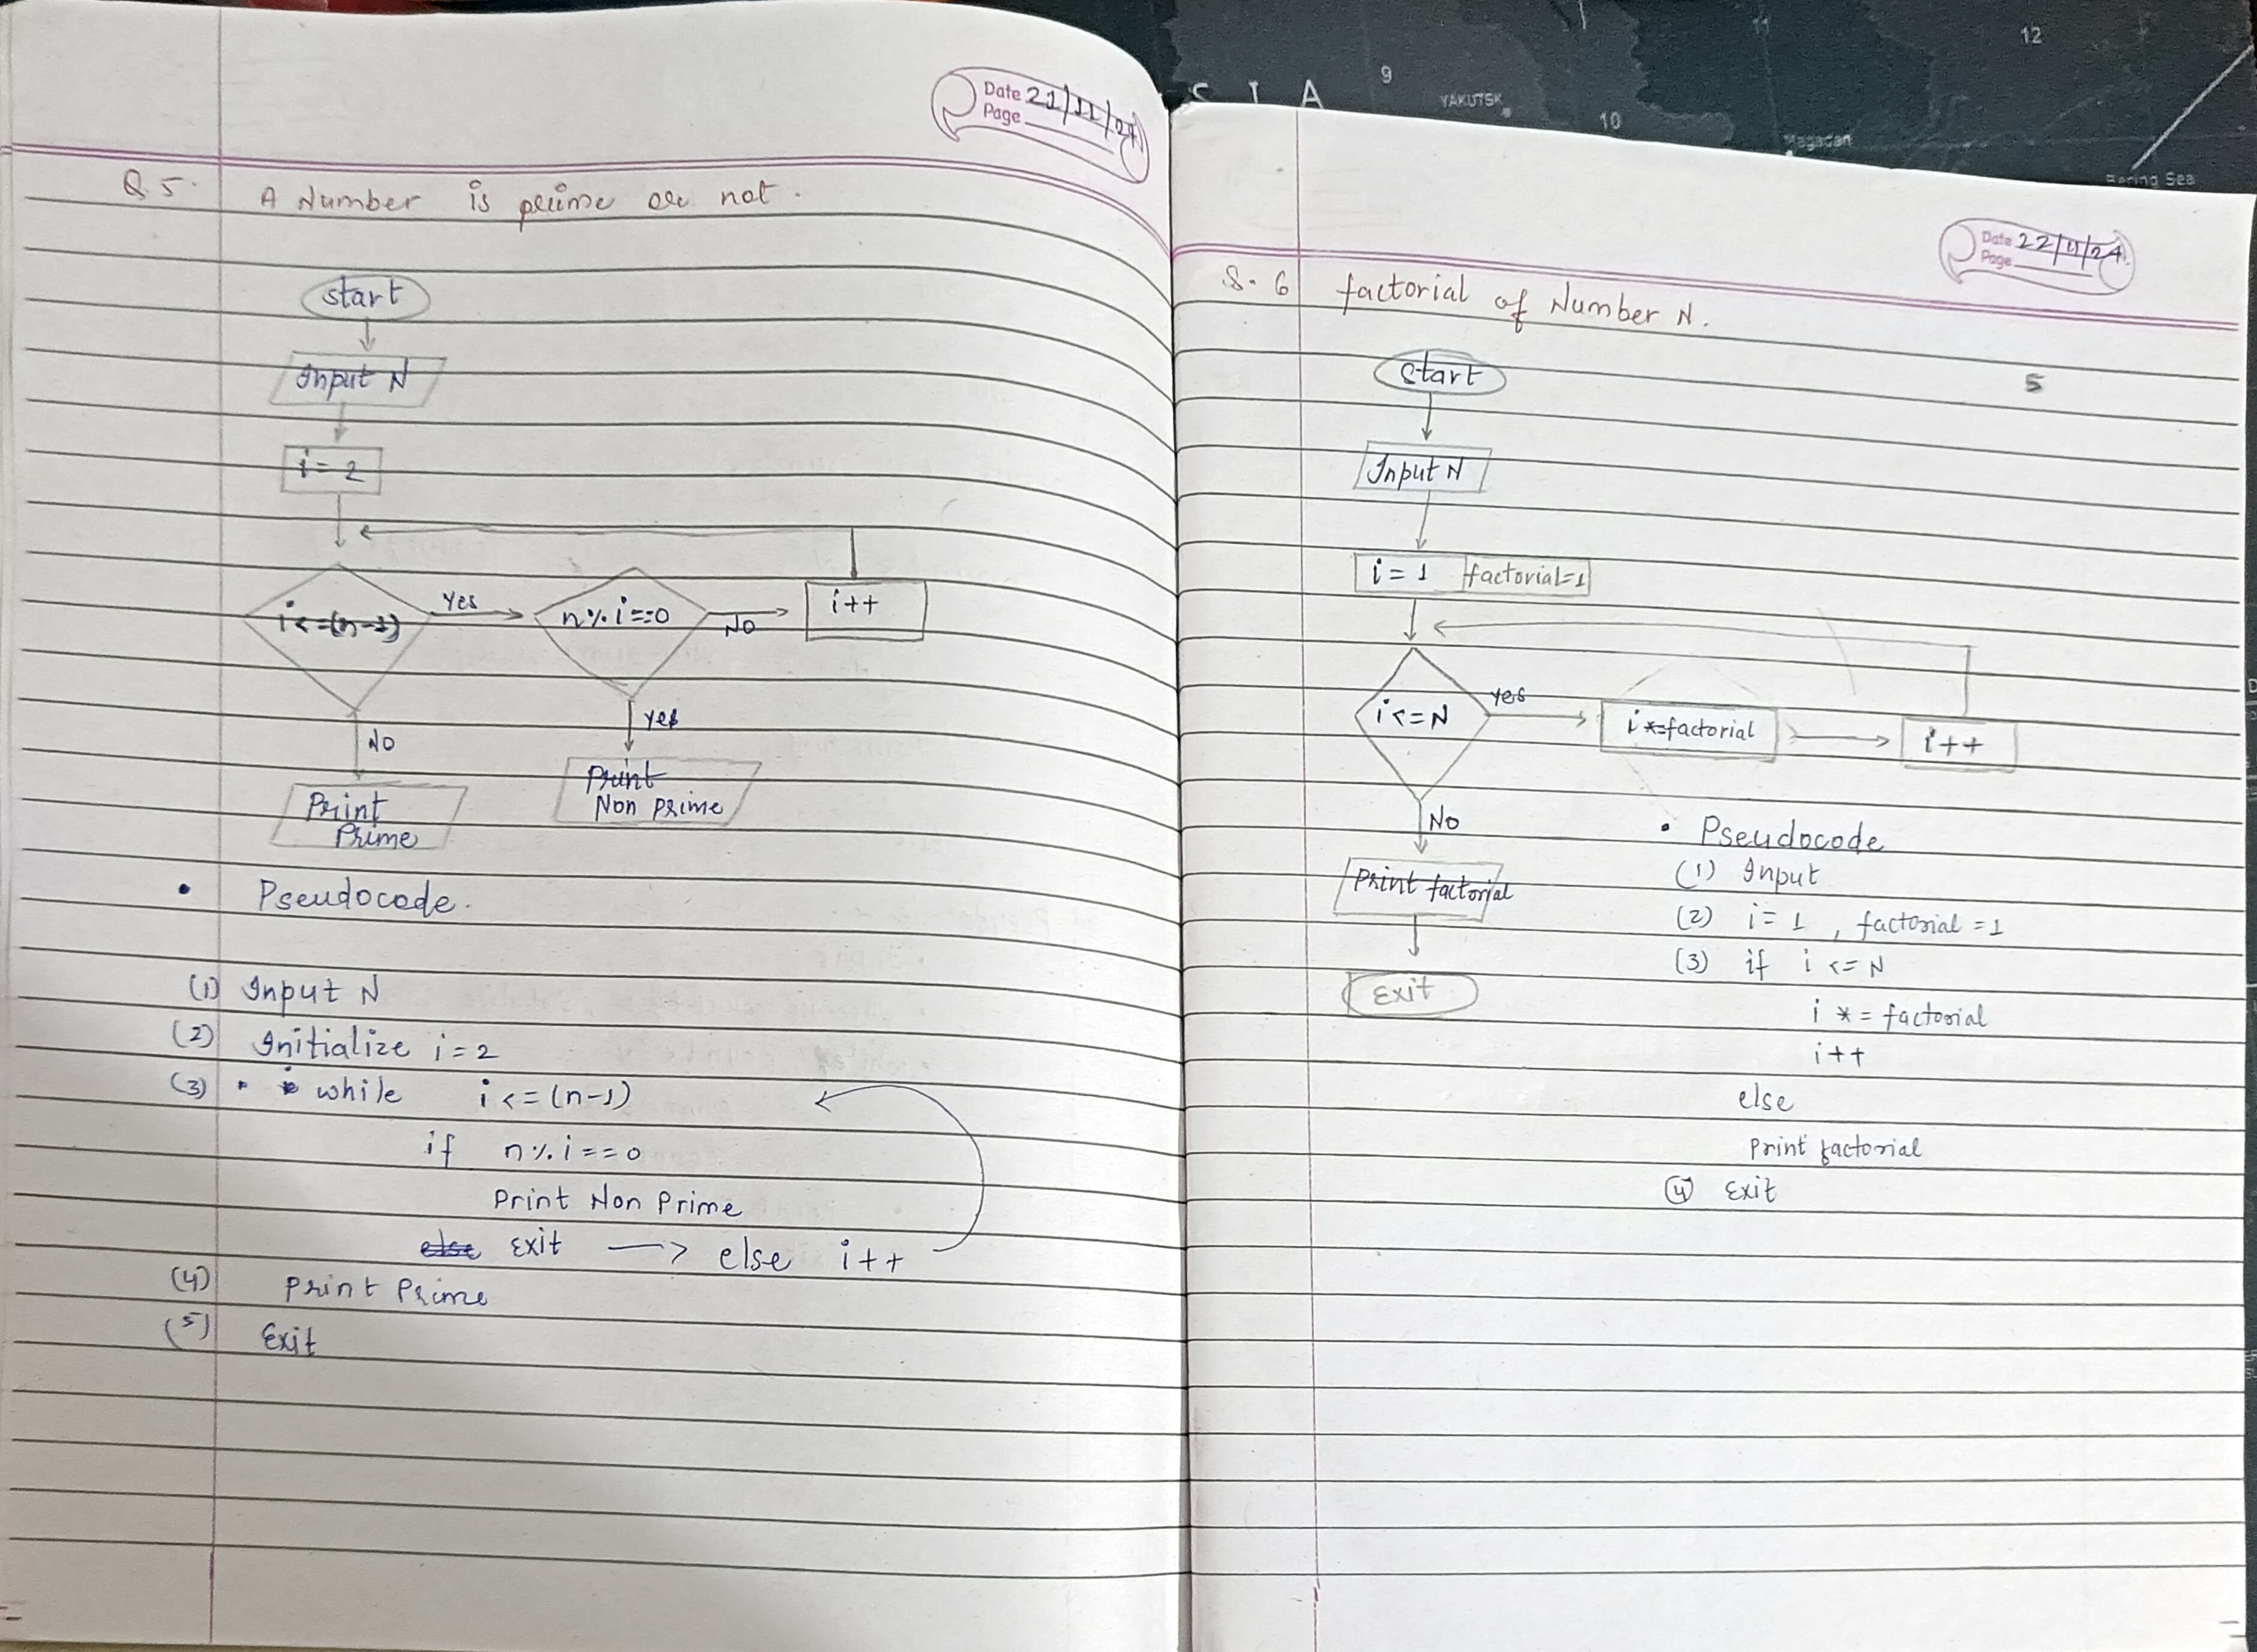 Date 21/11/24
Page
Q 5. A Number is prime or not.
start
Input N
i = 2
i<=(n-1)
Yes
n%i==0
NO
i++
NO
yes
Print
Prime
Print
Non prime
• Pseudocode.
(1) Input N
(2) Initialize i = 2
(3) • while i <= (n-1)
if n%i==0
Print Non Prime
else Exit → else i++
(4) Print Prime
(5) Exit
S I A
9
YAKUTSK
10
11
12
Magadan
Bering Sea
Date 22/11/24
Page
Q. 6 factorial of Number N.
5
Start
Input N
i = 1 factorial=1
i<=N
yes
i*=factorial
i++
NO
Print factorial
Exit
• Pseudocode
(1) Input
(2) i = 1 , factorial = 1
(3) if i <= N
i *= factorial
i++
else
Print factorial
(4) Exit